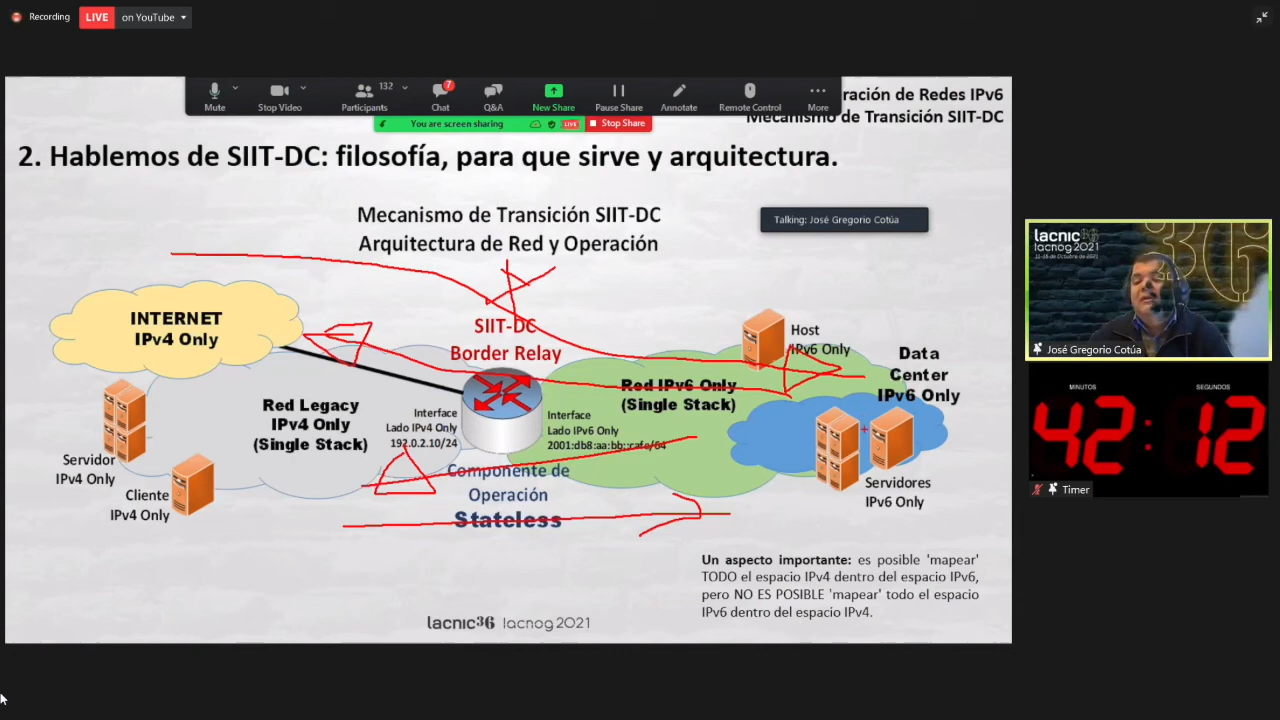 Recording
LIVE
on YouTube
Mute
Stop Video
132
Participants
7
Chat
Q&A
New Share
Pause Share
Annotate
Remote Control
More
You are screen sharing
LIVE
Stop Share
ración de Redes IPv6
Mecanismo de Transición SIIT-DC
2. Hablemos de SIIT-DC: filosofía, para que sirve y arquitectura.
Mecanismo de Transición SIIT-DC
Arquitectura de Red y Operación
Talking: José Gregorio Cotúa
INTERNET
IPv4 Only
SIIT-DC
Border Relay
Host
IPv6 Only
Data
Center
IPv6 Only
Red Legacy
IPv4 Only
(Single Stack)
Interface
Lado IPv4 Only
192.0.2.10/24
Interface
Lado IPv6 Only
2001:db8:aa:bb::cafe/64
Red IPv6 Only
(Single Stack)
+
Servidor
IPv4 Only
Cliente
IPv4 Only
Componente de
Operación
Stateless
Servidores
IPv6 Only
Un aspecto importante: es posible 'mapear'
TODO el espacio IPv4 dentro del espacio IPv6,
pero NO ES POSIBLE 'mapear' todo el espacio
IPv6 dentro del espacio IPv4.
lacnic36 lacnog2021
lacnic36
lacnog2021
José Gregorio Cotúa
MINUTOS
SEGUNDOS
42:12
Timer